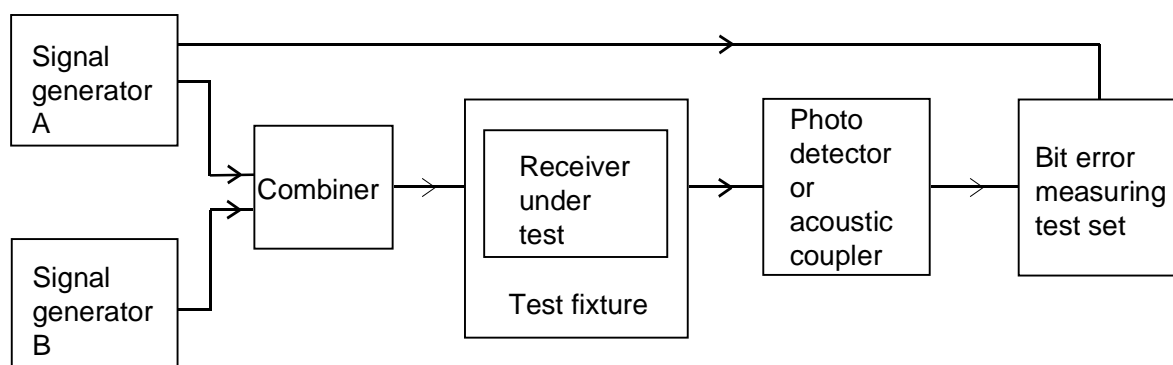 Signal
generator
A
Combiner
Signal
generator
B
Receiver
under
test
Test fixture
Photo
detector
or
acoustic
coupler
Bit error
measuring
test set